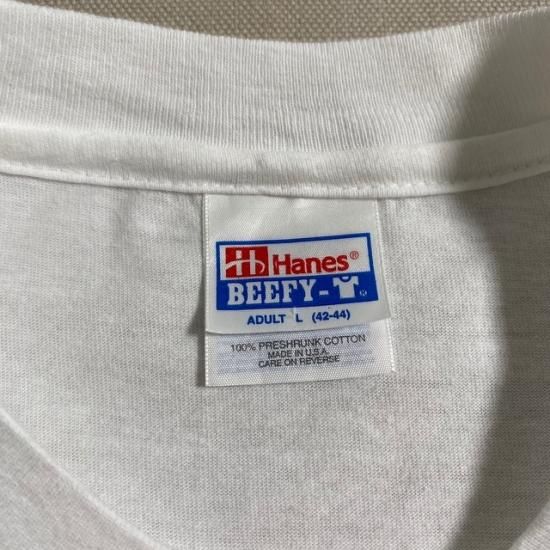 Hanes®
BEEFY-T®
ADULT L (42-44)
100% PRESHRUNK COTTON
MADE IN U.S.A.
CARE ON REVERSE